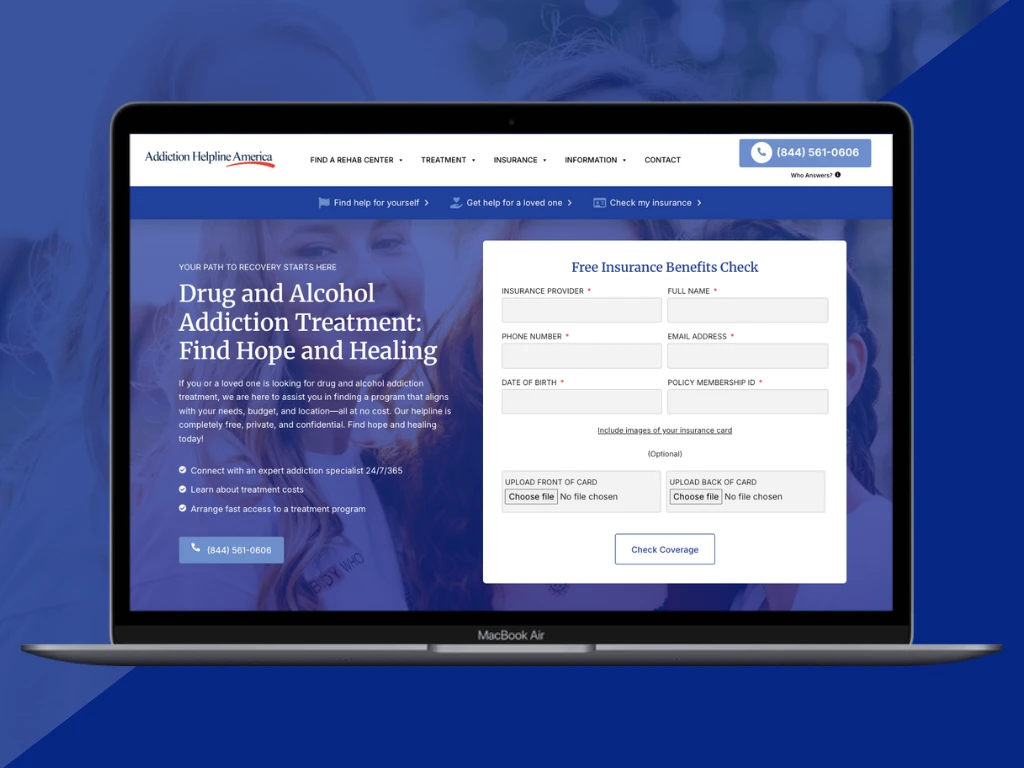 Addiction Helpline America
FIND A REHAB CENTER
TREATMENT
INSURANCE
INFORMATION
CONTACT
(844) 561-0606
Who Answers?
Find help for yourself
Get help for a loved one
Check my insurance
YOUR PATH TO RECOVERY STARTS HERE
Drug and Alcohol
Addiction Treatment:
Find Hope and Healing
If you or a loved one is looking for drug and alcohol addiction
treatment, we are here to assist you in finding a program that aligns
with your needs, budget, and location—all at no cost. Our helpline is
completely free, private, and confidential. Find hope and healing
today!
Connect with an expert addiction specialist 24/7/365
Learn about treatment costs
Arrange fast access to a treatment program
(844) 561-0606
Free Insurance Benefits Check
INSURANCE PROVIDER *
FULL NAME *
PHONE NUMBER *
EMAIL ADDRESS *
DATE OF BIRTH *
POLICY MEMBERSHIP ID *
Include images of your insurance card
(Optional)
UPLOAD FRONT OF CARD
Choose file No file chosen
UPLOAD BACK OF CARD
Choose file No file chosen
Check Coverage
MacBook Air